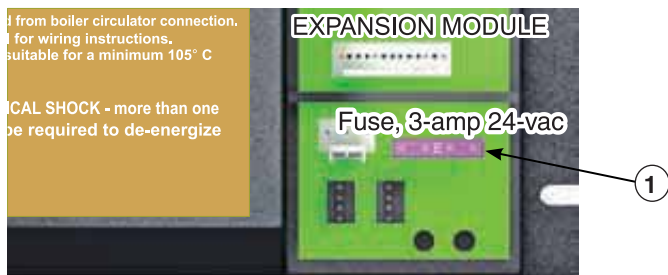 d from boiler circulator connection.
l for wiring instructions.
suitable for a minimum 105° C
ICAL SHOCK - more than one
be required to de-energize
EXPANSION MODULE
Fuse, 3-amp 24-vac
1